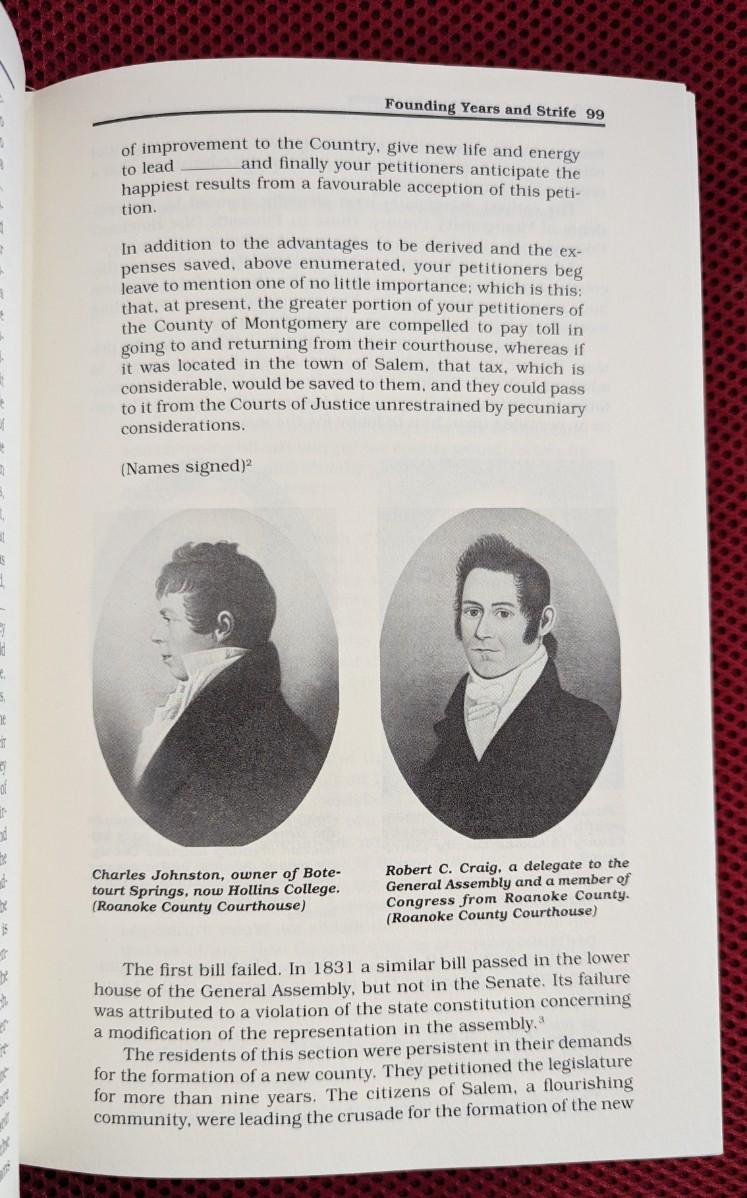 Founding Years and Strife 99
of improvement to the Country, give new life and energy
to lead ______ and finally your petitioners anticipate the
happiest results from a favourable acception of this peti-
tion.
In addition to the advantages to be derived and the ex-
penses saved, above enumerated, your petitioners beg
leave to mention one of no little importance; which is this:
that, at present, the greater portion of your petitioners of
the County of Montgomery are compelled to pay toll in
going to and returning from their courthouse, whereas if
it was located in the town of Salem, that tax, which is
considerable, would be saved to them, and they could pass
to it from the Courts of Justice unrestrained by pecuniary
considerations.
(Names signed)²
Charles Johnston, owner of Bote-
tourt Springs, now Hollins College.
(Roanoke County Courthouse)
Robert C. Craig, a delegate to the
General Assembly and a member of
Congress from Roanoke County.
(Roanoke County Courthouse)
The first bill failed. In 1831 a similar bill passed in the lower
house of the General Assembly, but not in the Senate. Its failure
was attributed to a violation of the state constitution concerning
a modification of the representation in the assembly.³
The residents of this section were persistent in their demands
for the formation of a new county. They petitioned the legislature
for more than nine years. The citizens of Salem, a flourishing
community, were leading the crusade for the formation of the new